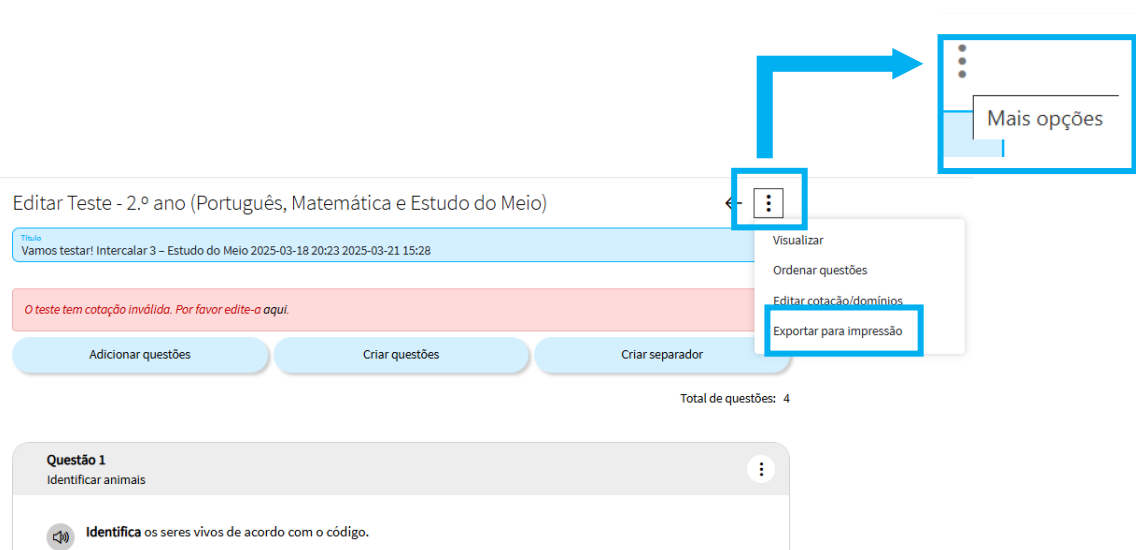 Mais opções
Editar Teste - 2.º ano (Português, Matemática e Estudo do Meio)
Título
Vamos testar! Intercalar 3 – Estudo do Meio 2025-03-18 20:23 2025-03-21 15:28
Visualizar
Ordenar questões
Editar cotação/domínios
Exportar para impressão
O teste tem cotação inválida. Por favor edite-a aqui.
Adicionar questões
Criar questões
Criar separador
Total de questões: 4
Questão 1
Identificar animais
Identifica os seres vivos de acordo com o código.